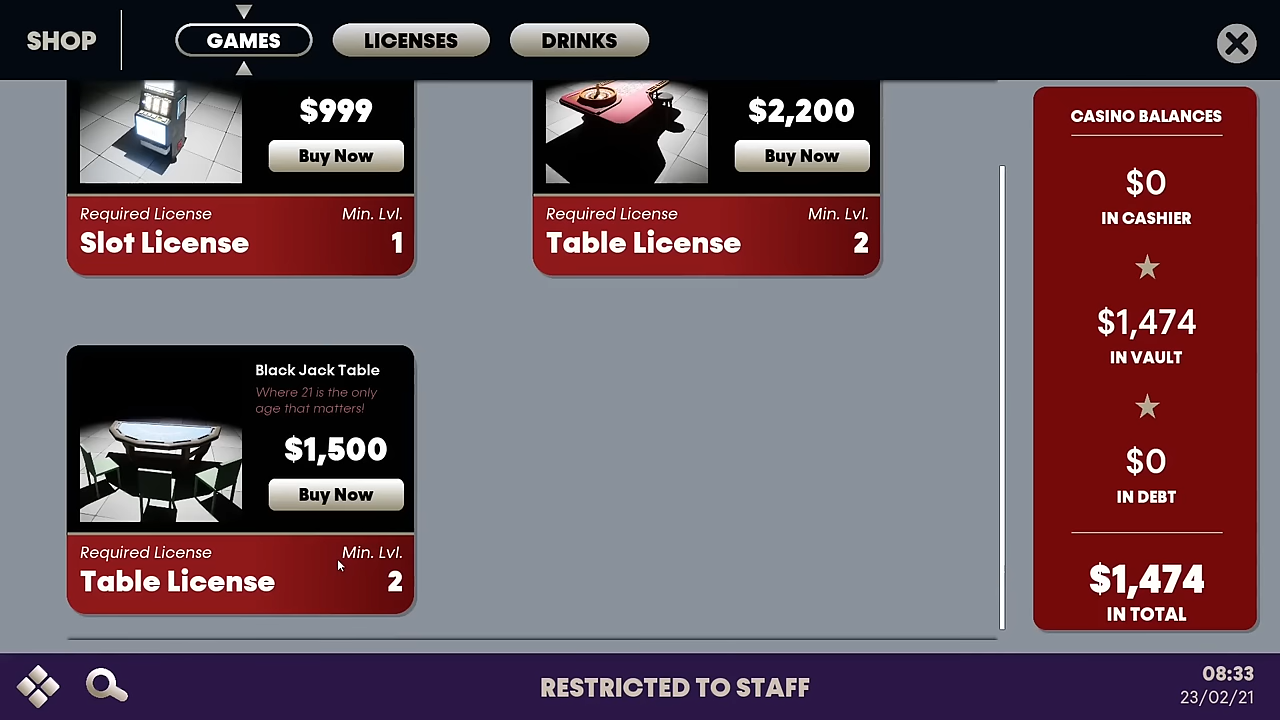 SHOP
GAMES
LICENSES
DRINKS
$999
Buy Now
Required License
Min. Lvl.
Slot License
1
$2,200
Buy Now
Required License
Min. Lvl.
Table License
2
Black Jack Table
Where 21 is the only
age that matters!
$1,500
Buy Now
Required License
Min. Lvl.
Table License
2
CASINO BALANCES
$0
IN CASHIER
$1,474
IN VAULT
$0
IN DEBT
$1,474
IN TOTAL
RESTRICTED TO STAFF
08:33
23/02/21